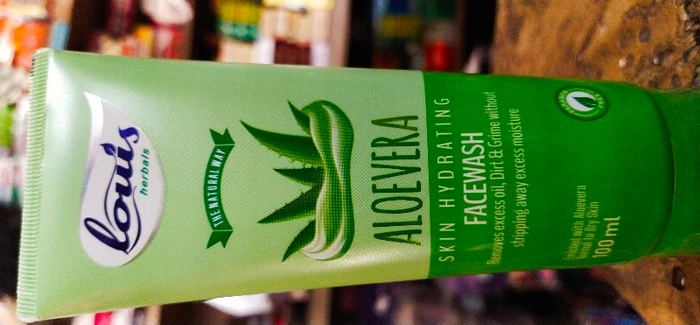 Louis
herbals
THE NATURAL WAY
ALOEVERA
SKIN HYDRATING
FACEWASH
Removes excess oil, Dirt & Grime without
stripping away excess moisture
with Aloevera
Normal to Dry Skin
100 ml